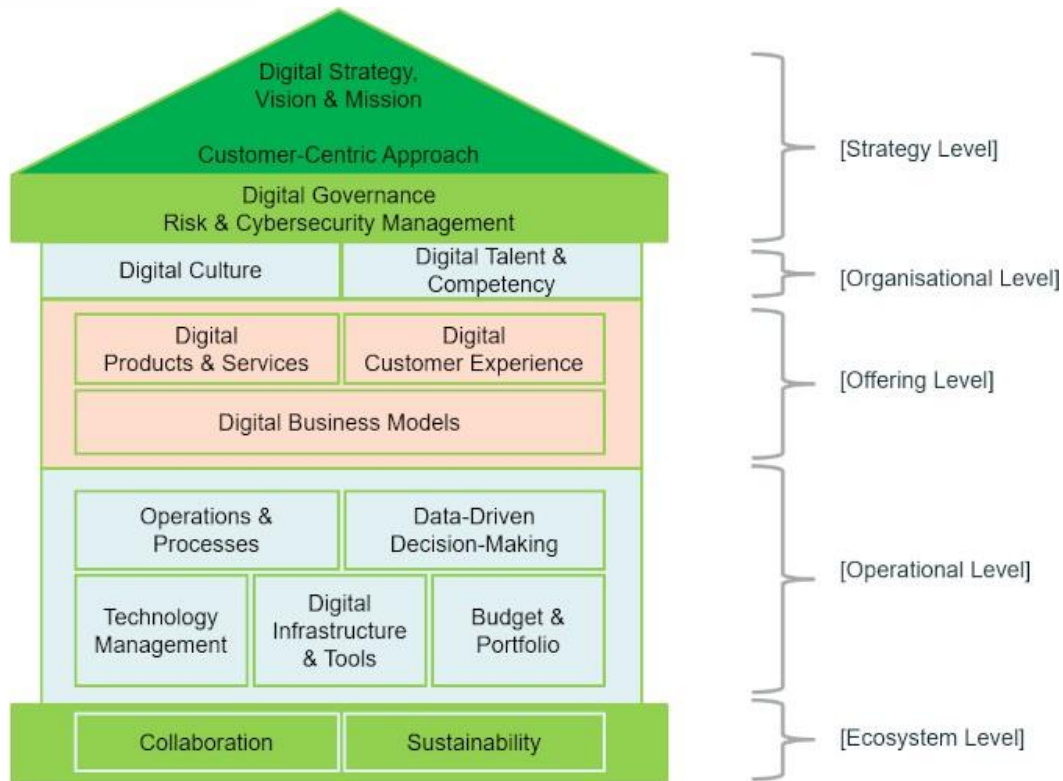 Digital Strategy,
Vision & Mission
Customer-Centric Approach
[Strategy Level]
Digital Governance
Risk & Cybersecurity Management
Digital Culture
Digital Talent &
Competency
[Organisational Level]
Digital
Products & Services
Digital
Customer Experience
[Offering Level]
Digital Business Models
Operations &
Processes
Data-Driven
Decision-Making
[Operational Level]
Technology
Management
Digital
Infrastructure
& Tools
Budget &
Portfolio
Collaboration
Sustainability
[Ecosystem Level]